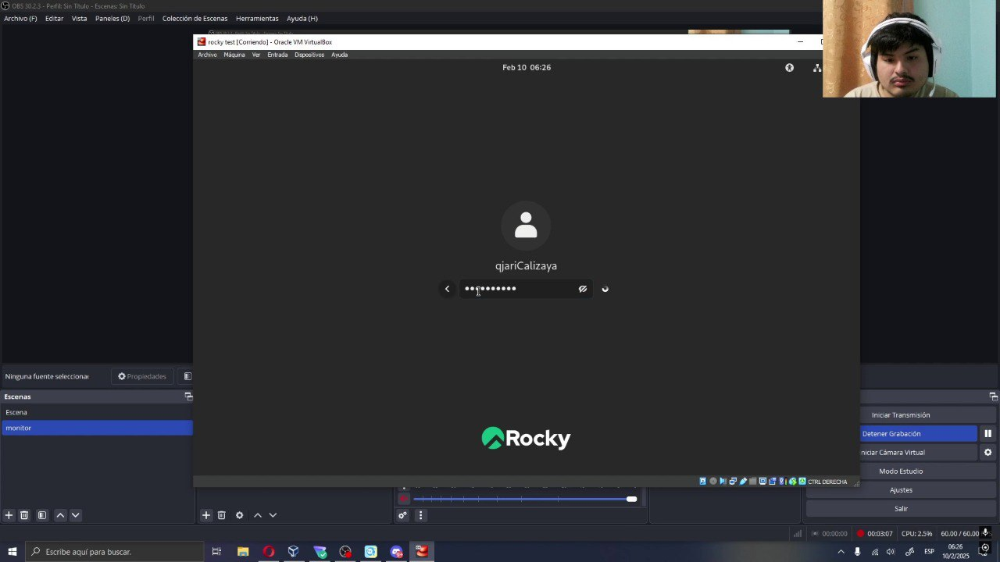 OBS 30.2.3 - Perfil: Sin Título - Escenas: Sin Título
Archivo (F) Editar Vista Paneles (D) Perfil Colección de Escenas Herramientas Ayuda (H)
rocky test [Corriendo] - Oracle VM VirtualBox
Archivo Máquina Ver Entrada Dispositivos Ayuda
Feb 10 06:26
qjariCalizaya
••••••••••
Rocky
CTRL DERECHA
Ninguna fuente seleccionac
Propiedades
Escenas
Escena
monitor
Iniciar Transmisión
Detener Grabación
niciar Cámara Virtual
Modo Estudio
Ajustes
Salir
00:00:00 00:03:07 CPU: 2.5% 60.00 / 60.00
Escribe aquí para buscar.
ESP
06:26
10/2/2025